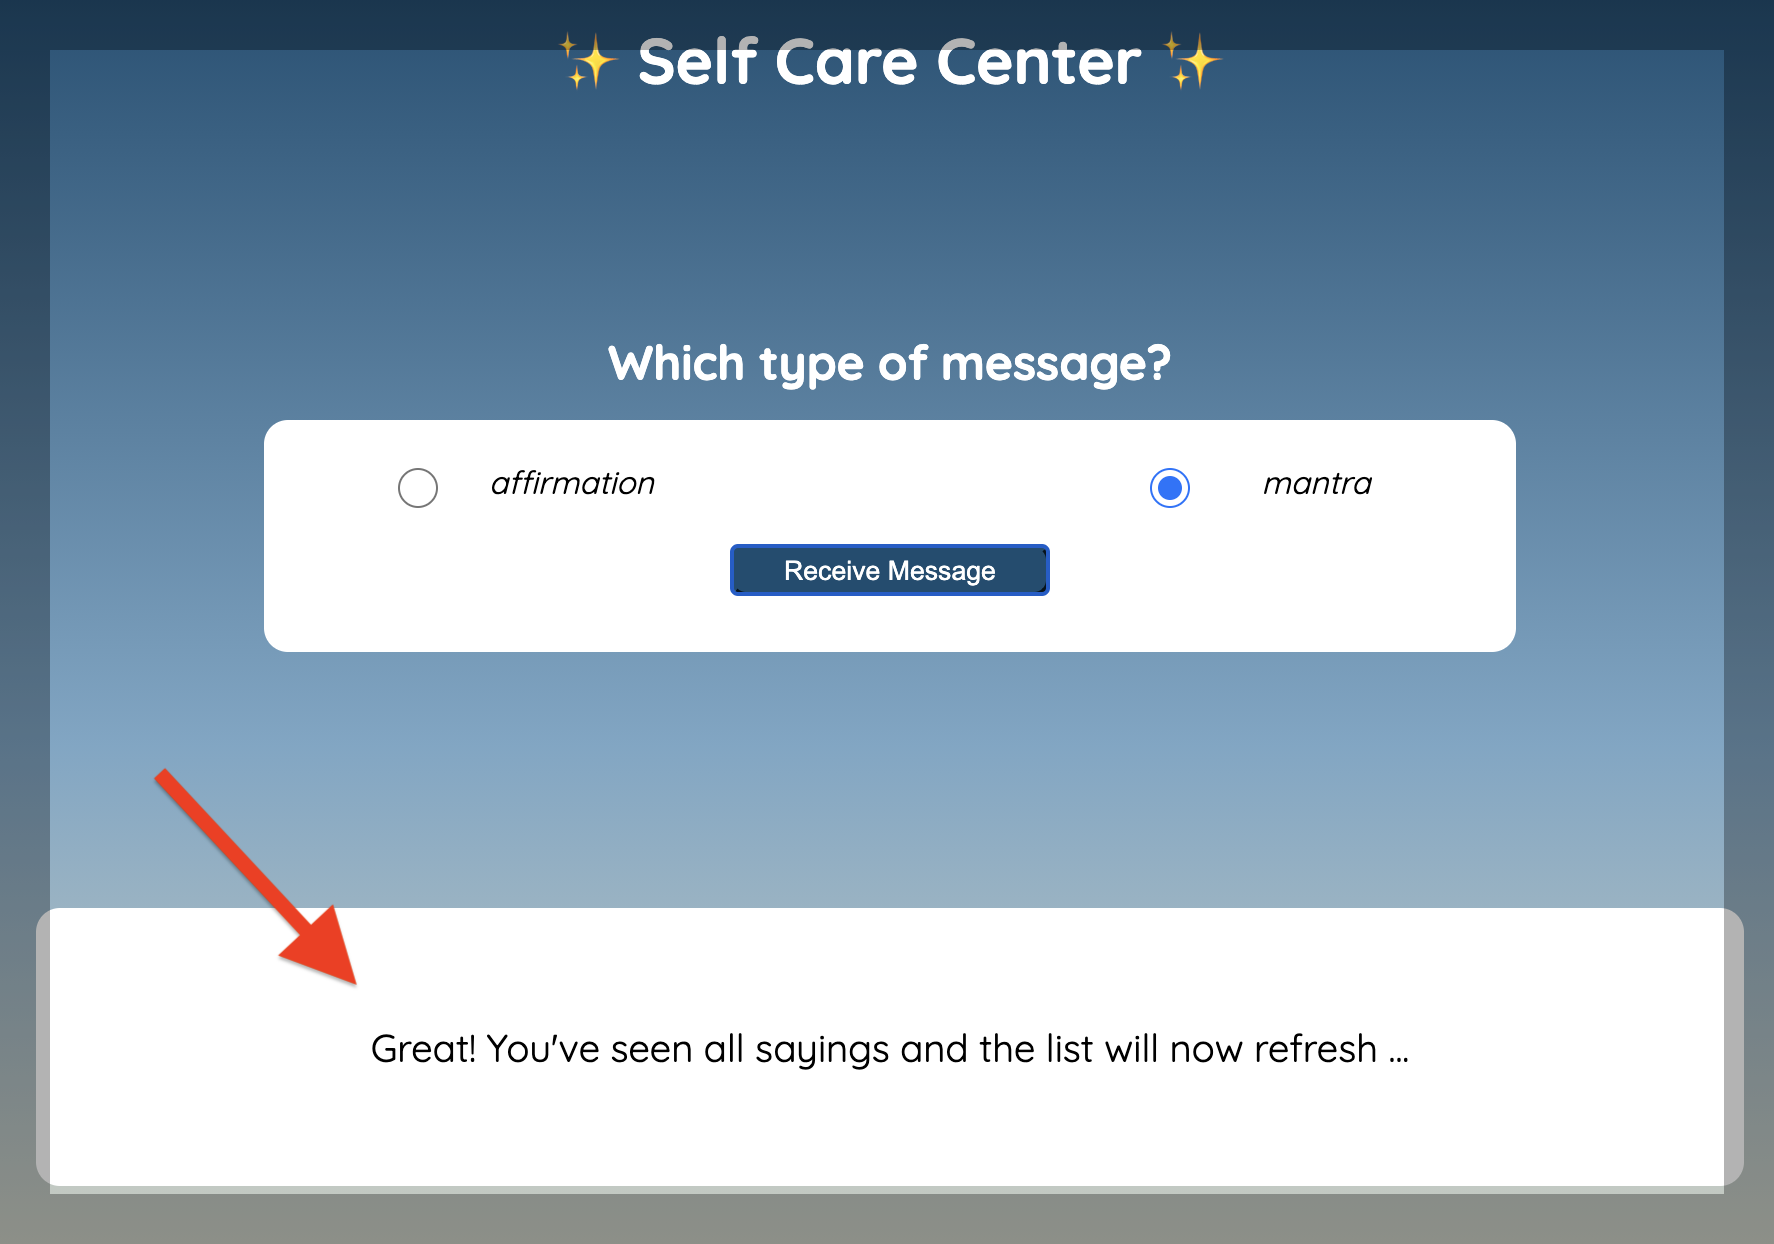 ✨ Self Care Center ✨
Which type of message?
affirmation
mantra
Receive Message
Great! You've seen all sayings and the list will now refresh ...